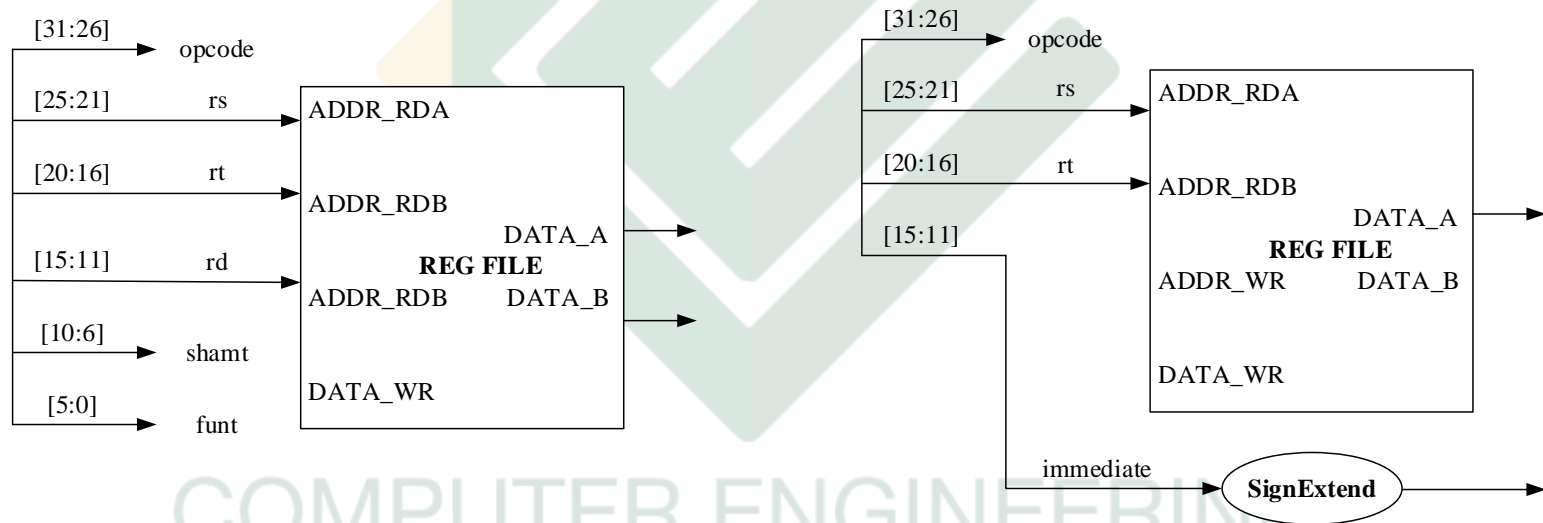 [31:26]
opcode
[25:21] rs
ADDR_RDA
[20:16] rt
ADDR_RDB
DATA_A
[15:11] rd
REG FILE
ADDR_RDB DATA_B
[10:6]
shamt
DATA_WR
[5:0]
funt
[31:26]
opcode
[25:21] rs
ADDR_RDA
[20:16] rt
ADDR_RDB
DATA_A
[15:11]
REG FILE
ADDR_WR DATA_B
DATA_WR
immediate
SignExtend
COMPUTER ENGINEERING